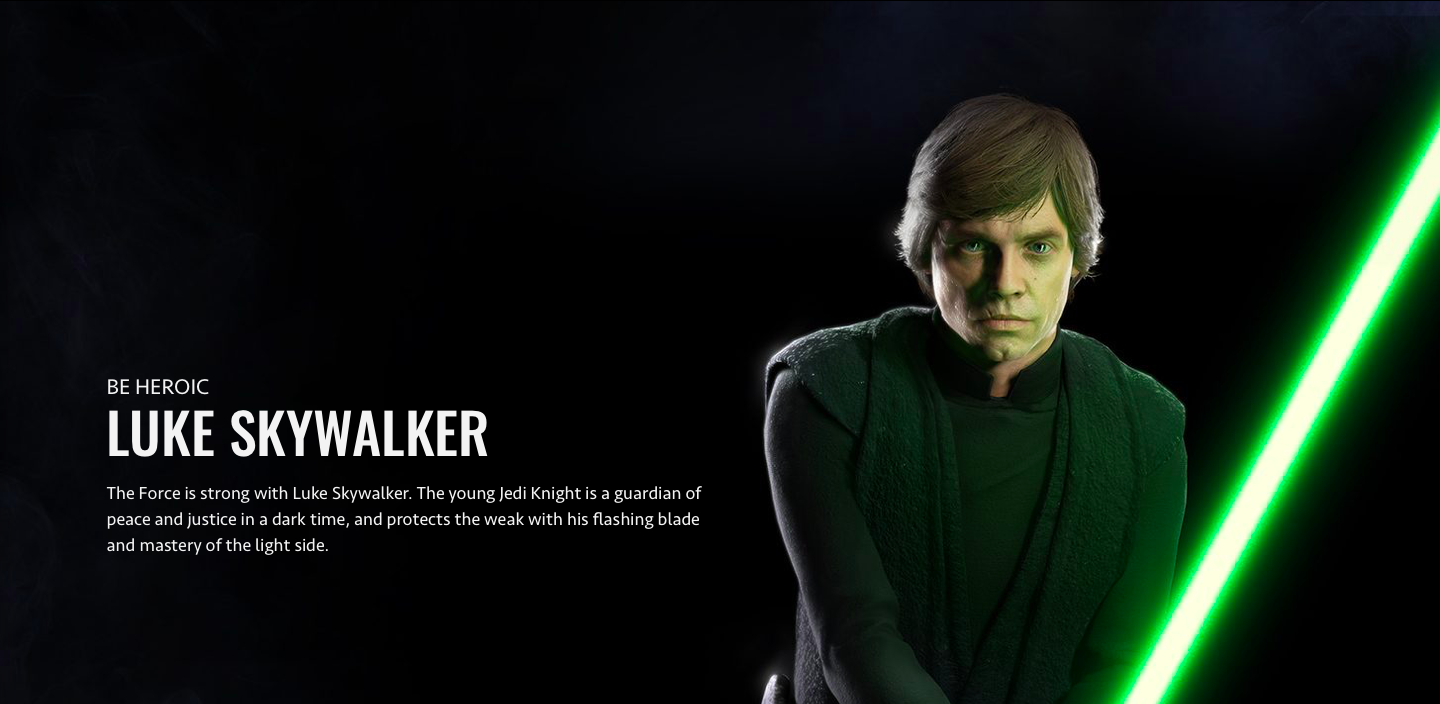 BE HEROIC
LUKE SKYWALKER
The Force is strong with Luke Skywalker. The young Jedi Knight is a guardian of
peace and justice in a dark time, and protects the weak with his flashing blade
and mastery of the light side.